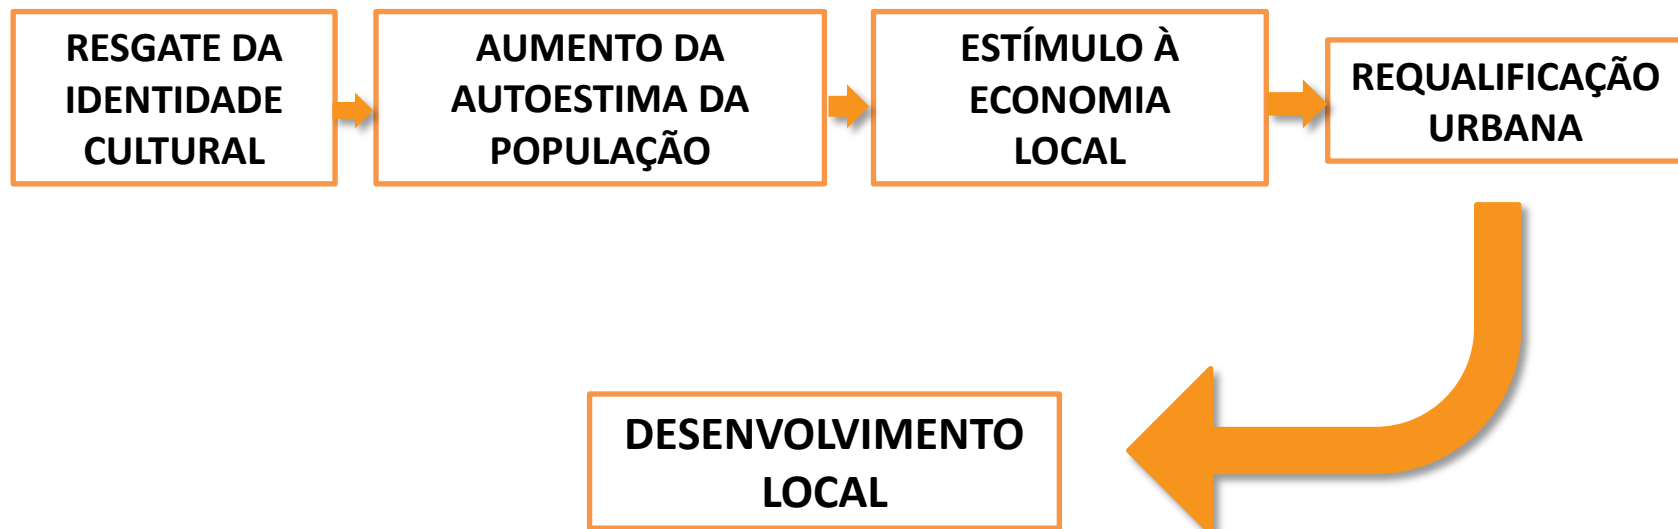 RESGATE DA
IDENTIDADE
CULTURAL
AUMENTO DA
AUTOESTIMA DA
POPULAÇÃO
ESTÍMULO À
ECONOMIA
LOCAL
REQUALIFICAÇÃO
URBANA
DESENVOLVIMENTO
LOCAL